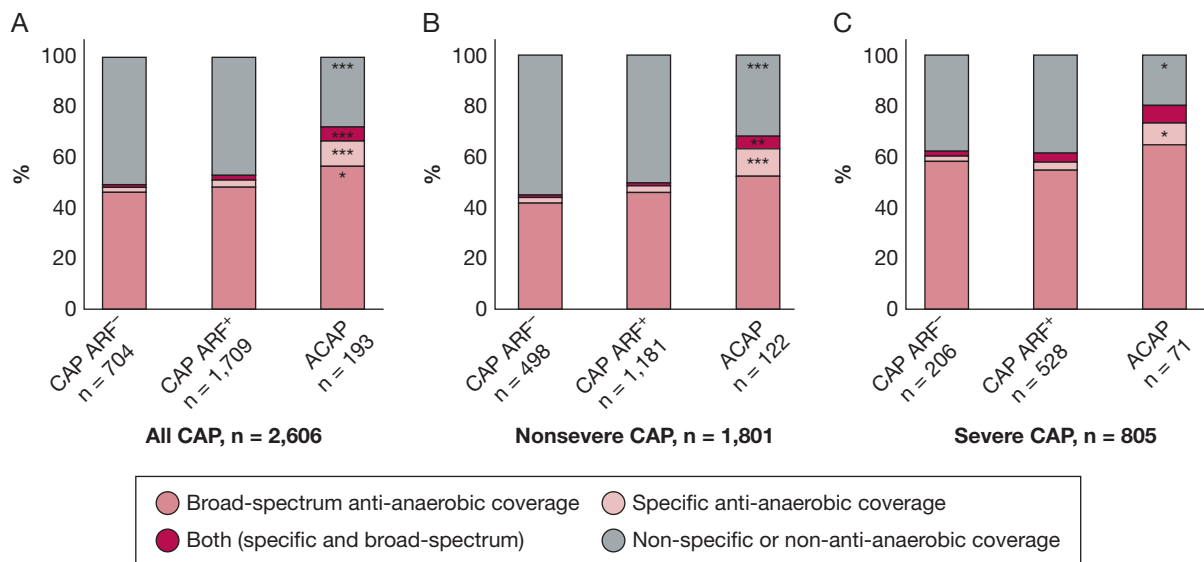 A
B
C
%
100
80
60
40
20
0
***
***
***
*
CAP ARF⁻
n = 704
CAP ARF⁺
n = 1,709
ACAP
n = 193
All CAP, n = 2,606
%
100
80
60
40
20
0
***
**
***
CAP ARF⁻
n = 498
CAP ARF⁺
n = 1,181
ACAP
n = 122
Nonsevere CAP, n = 1,801
%
100
80
60
40
20
0
*
*
CAP ARF⁻
n = 206
CAP ARF⁺
n = 528
ACAP
n = 71
Severe CAP, n = 805
Broad-spectrum anti-anaerobic coverage
Specific anti-anaerobic coverage
Both (specific and broad-spectrum)
Non-specific or non-anti-anaerobic coverage